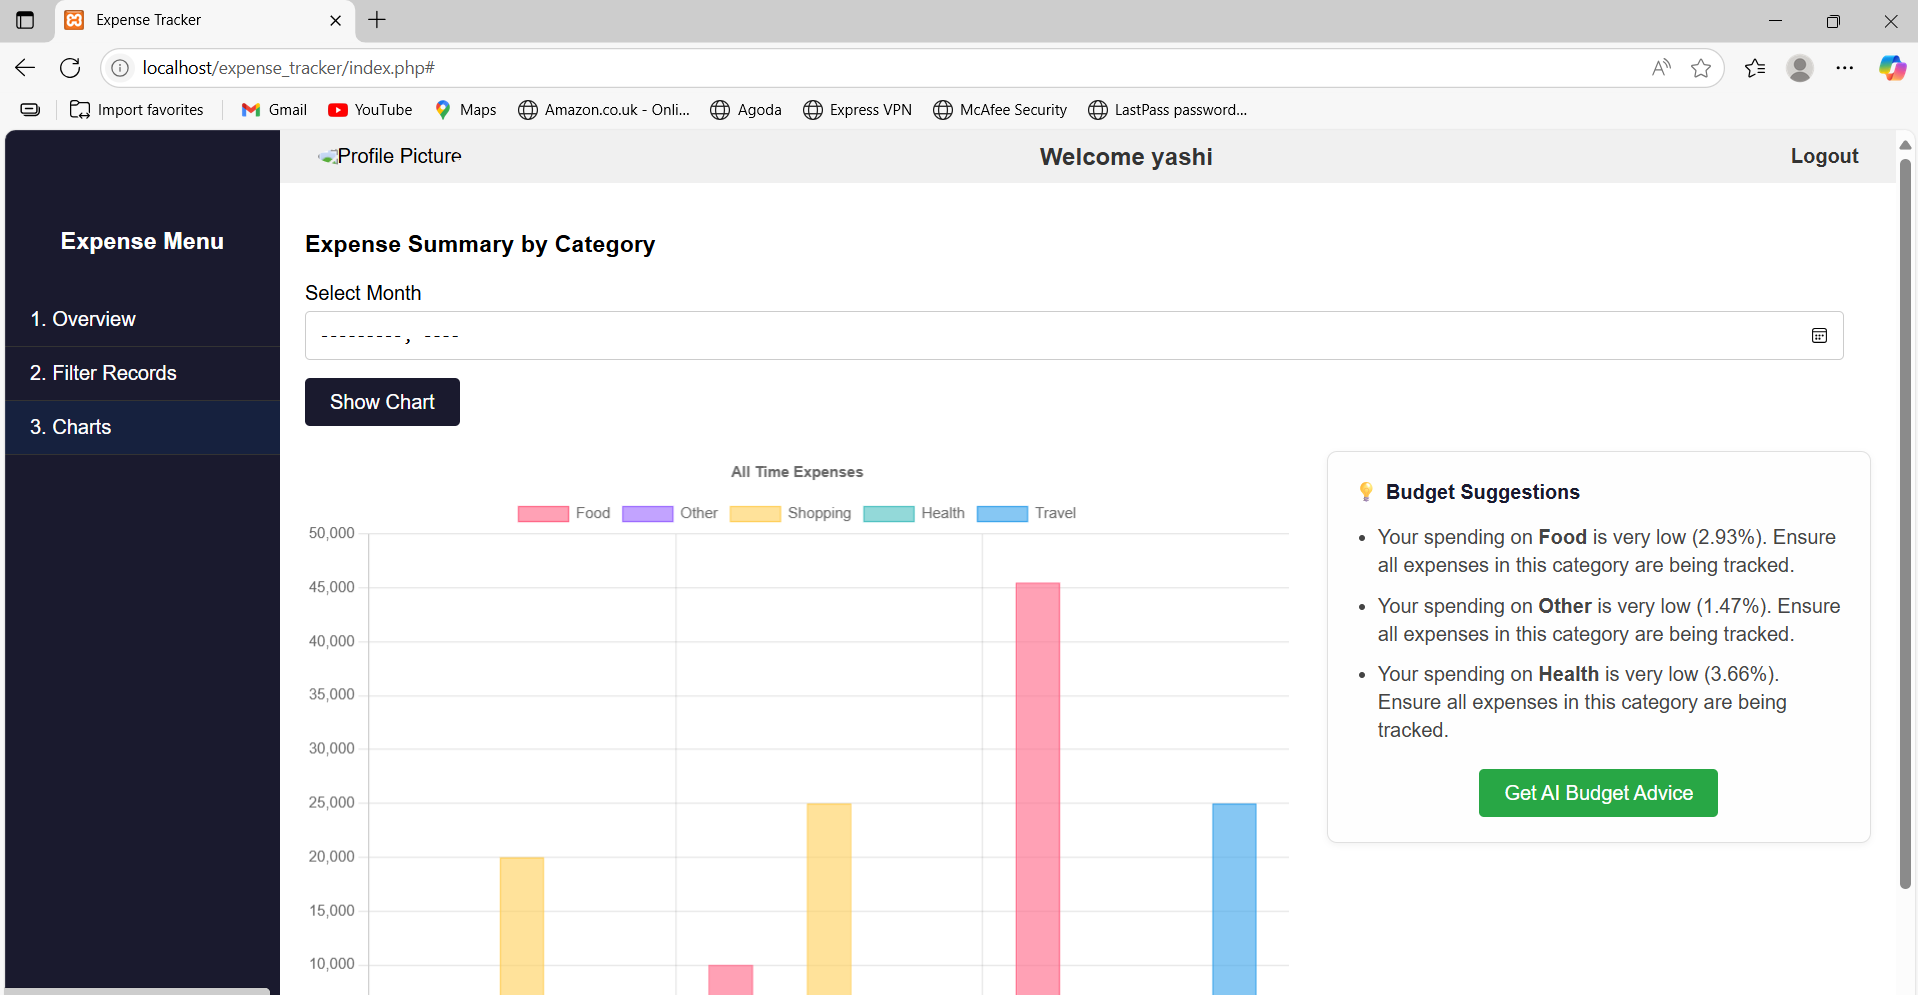 Expense Tracker
localhost/expense_tracker/index.php#
Import favorites
Gmail
YouTube
Maps
Amazon.co.uk - Onli...
Agoda
Express VPN
McAfee Security
LastPass password...
Profile Picture
Welcome yashi
Logout
Expense Menu
1. Overview
2. Filter Records
3. Charts
Expense Summary by Category
Select Month
---------, ----
Show Chart
All Time Expenses
Food Other Shopping Health Travel
50,000
45,000
40,000
35,000
30,000
25,000
20,000
15,000
10,000
💡 Budget Suggestions
• Your spending on Food is very low (2.93%). Ensure
all expenses in this category are being tracked.
• Your spending on Other is very low (1.47%). Ensure
all expenses in this category are being tracked.
• Your spending on Health is very low (3.66%).
Ensure all expenses in this category are being
tracked.
Get AI Budget Advice